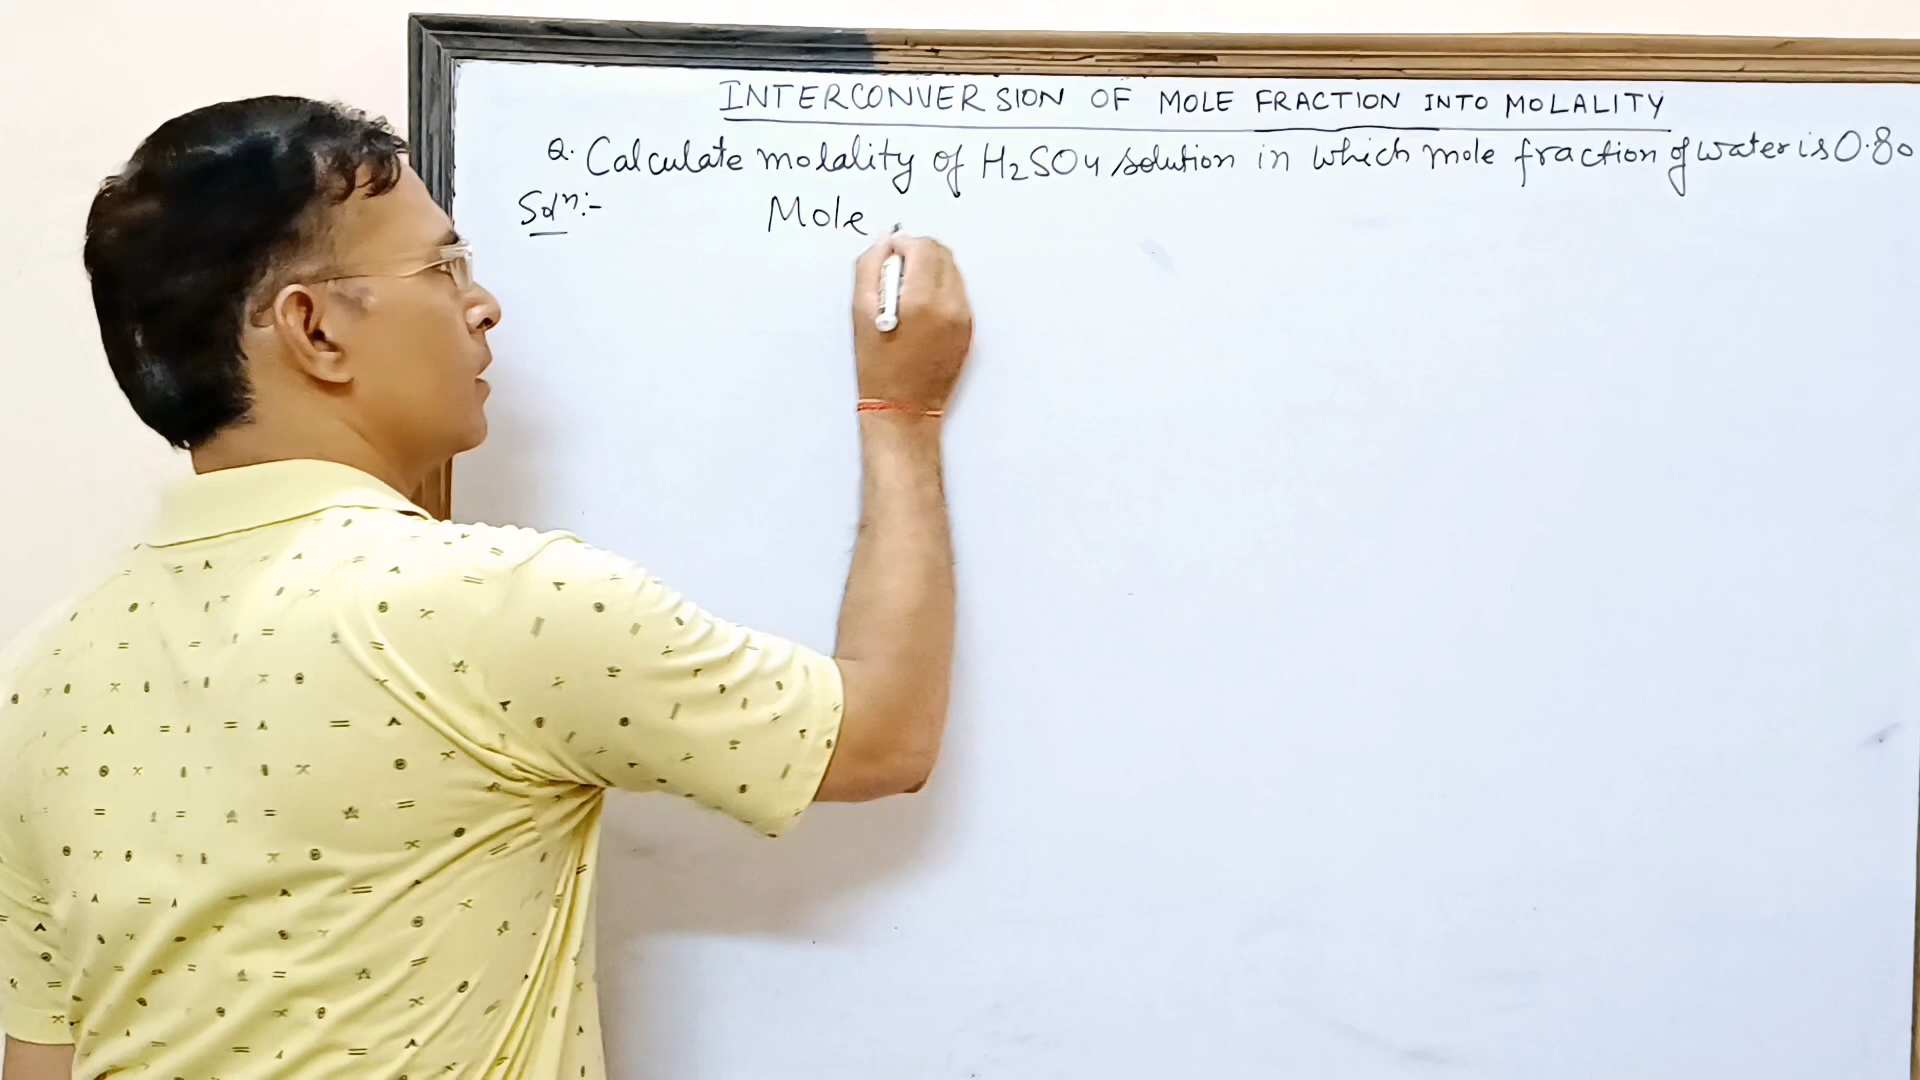 INTERCONVERSION OF MOLE FRACTION INTO MOLALITY
Q. Calculate molality of H2SO4 solution in which mole fraction of water is 0.80
Solⁿ:- Mole